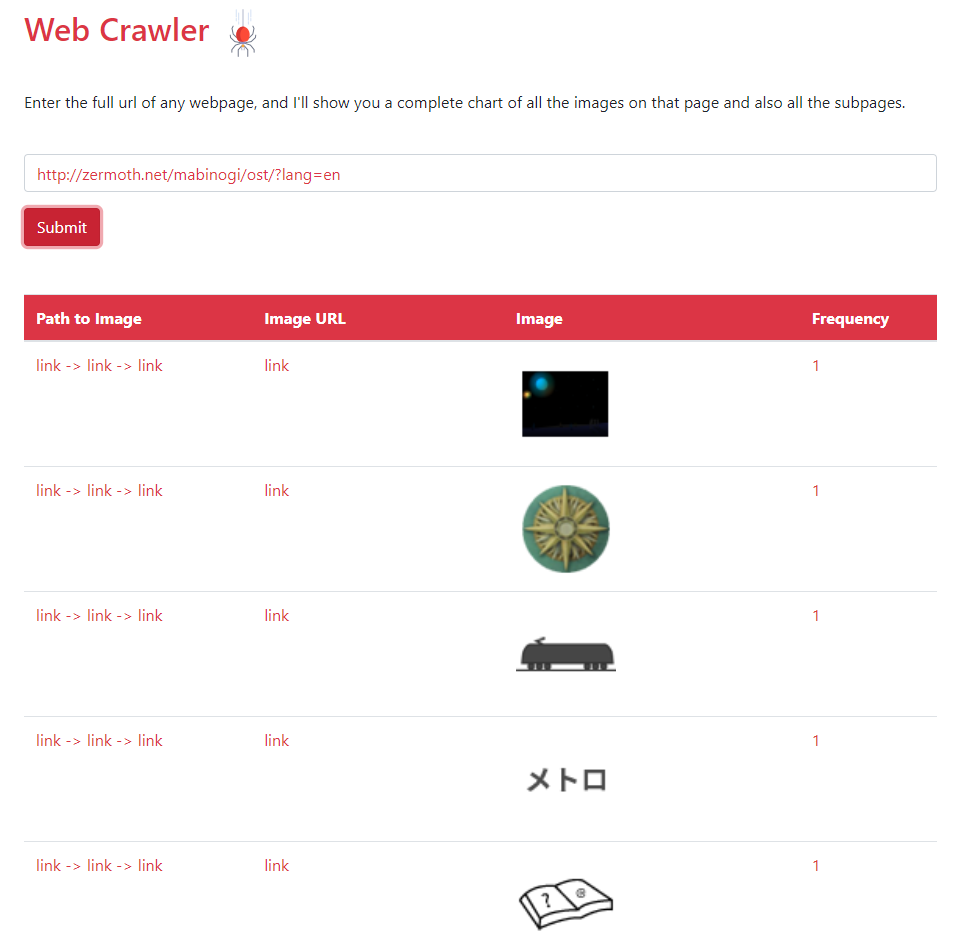 Web Crawler
Enter the full url of any webpage, and I'll show you a complete chart of all the images on that page and also all the subpages.
http://zermoth.net/mabinogi/ost/?lang=en
Submit
Path to Image Image URL Image Frequency
link -> link -> link link 1
link -> link -> link link 1
link -> link -> link link 1
link -> link -> link link 1
メトロ
link -> link -> link link 1
? @